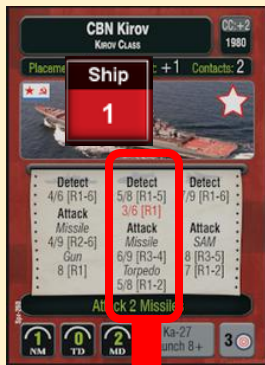 CBN Kirov
KIROV CLASS
CC:+2
1980
Placeme +1 Contacts: 2
Ship
1
Detect
4/6 [R1-6]
Attack
Missile
4/9 [R2-6]
Gun
8 [R1]
Detect
5/8 [R1-5]
3/6 [R1]
Attack
Missile
6/9 [R3-4]
Torpedo
5/8 [R1-2]
Detect
/9 [R1-6]
Attack
SAM
8 [R3-5]
7 [R1-2]
Attack 2 Missile
1
NM
0
TD
2
MD
Ka-27
unch 8+
3